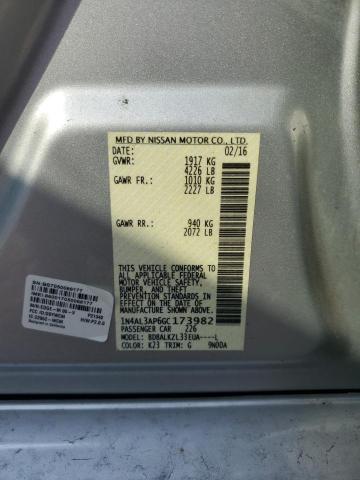 MFD BY NISSAN MOTOR CO., LTD.
DATE: 02/16
GVWR: 1917 KG
4226 LB
GAWR FR.: 1010 KG
2227 LB
GAWR RR.: 940 KG
2072 LB
THIS VEHICLE CONFORMS TO ALL APPLICABLE
FEDERAL MOTOR VEHICLE SAFETY, BUMPER,
AND THEFT PREVENTION STANDARDS IN EFFECT
ON THE DATE OF MANUFACTURE SHOWN ABOVE.
1N4AL3AP6GC173982
PASSENGER CAR 226
MODEL: BDBALKZL33EUA----L
COLOR: K23 TRIM: G 9N00A